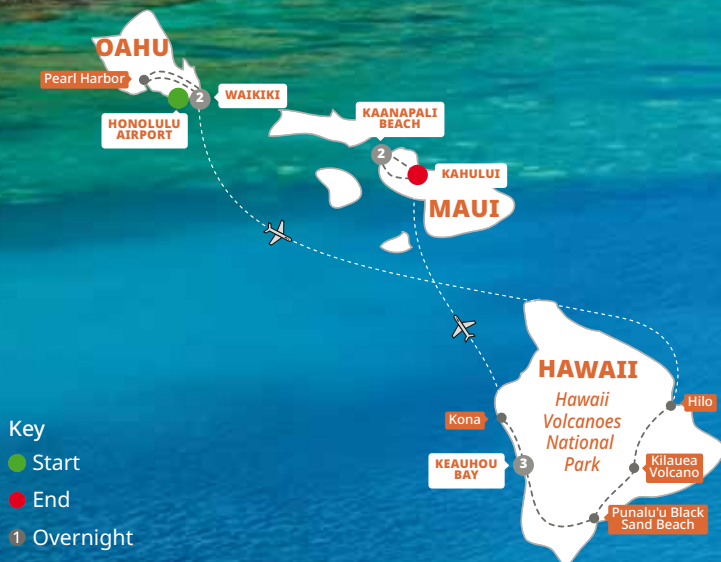 OAHU
Pearl Harbor
2
WAIKIKI
HONOLULU
AIRPORT
KAANAPALI
BEACH
2
KAHULUI
MAUI
HAWAII
Hawaii
Volcanoes
National
Park
Hilo
Kona
Kilauea
Volcano
KEAUHOU
BAY
3
Punalu'u Black
Sand Beach
Key
Start
End
1 Overnight